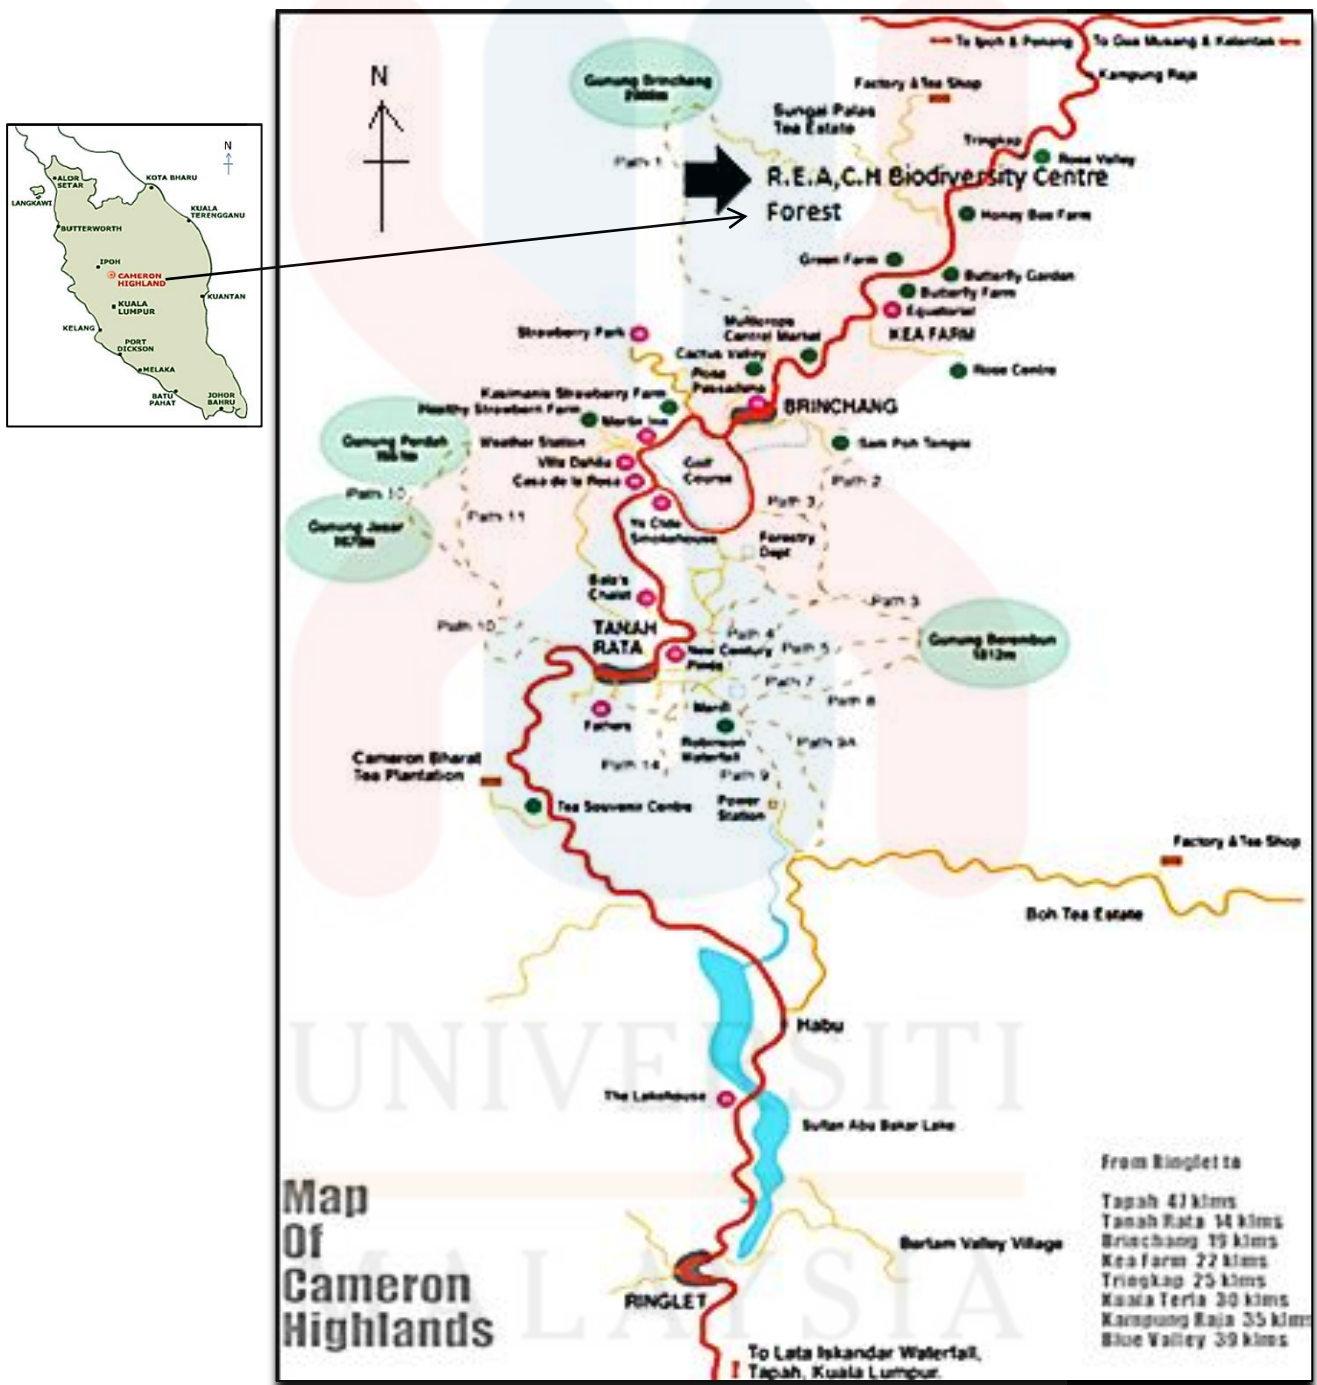 N
ALOR
SETAR
KOTA BHARU
LANGKAWI
KUALA
TERENGGANU
BUTTERWORTH
IPOH
CAMERON
HIGHLAND
KUANTAN
KUALA
LUMPUR
KELANG
PORT
DICKSON
MELAKA
BATU
PAHAT
JOHOR
BAHRU
N
To Ipoh & Penang
To Gua Musang & Kelantan
Kampung Raja
Gunung Brinchang
Factory & Tea Shop
Sungai Palas
Tea Estate
Tringkap
Rose Valley
Path 1
R.E.A,C.H Biodiversity Centre
Forest
Honey Bee Farm
Green Farm
Butterfly Garden
Butterfly Farm
Equatorial
KEA FARM
Strawberry Park
Multicrops
Central Market
Cactus Valley
Rose Centre
Rosa
Passadena
Kasimanis Strawberry Farm
BRINCHANG
Healthy Strawberry Farm
Merlin Inn
Gunung Perdah
Weather Station
Sam Poh Temple
Villa Dahlia
Golf
Course
Casa de la Rosa
Path 2
Path 10
Path 3
Path 11
Gunung Jasar
Ye Olde
Smokehouse
Forestry
Dept
Bala's
Chalet
Path 3
Path 10
TANAH
RATA
Path 4
Gunung Berembun
1812m
New Century
Pines
Path 5
Path 7
Path 8
Mardi
Fathers
Robinson
Waterfall
Path 9A
Cameron Bharat
Tea Plantation
Path 14
Path 9
Tea Souvenir Centre
Power
Station
Factory & Tea Shop
Boh Tea Estate
Habu
UNIVERSITI
The Lakehouse
Sultan Abu Bakar Lake
Map
Of
Cameron
Highlands
MALAYSIA
Bertam Valley Village
RINGLET
To Lata Iskandar Waterfall,
Tapah, Kuala Lumpur.
From Ringlet to
Tapah 47 klms
Tanah Rata 14 klms
Brinchang 19 klms
Kea Farm 22 klms
Tringkap 25 klms
Kuala Terla 30 klms
Kampung Raja 35 klms
Blue Valley 39 klms